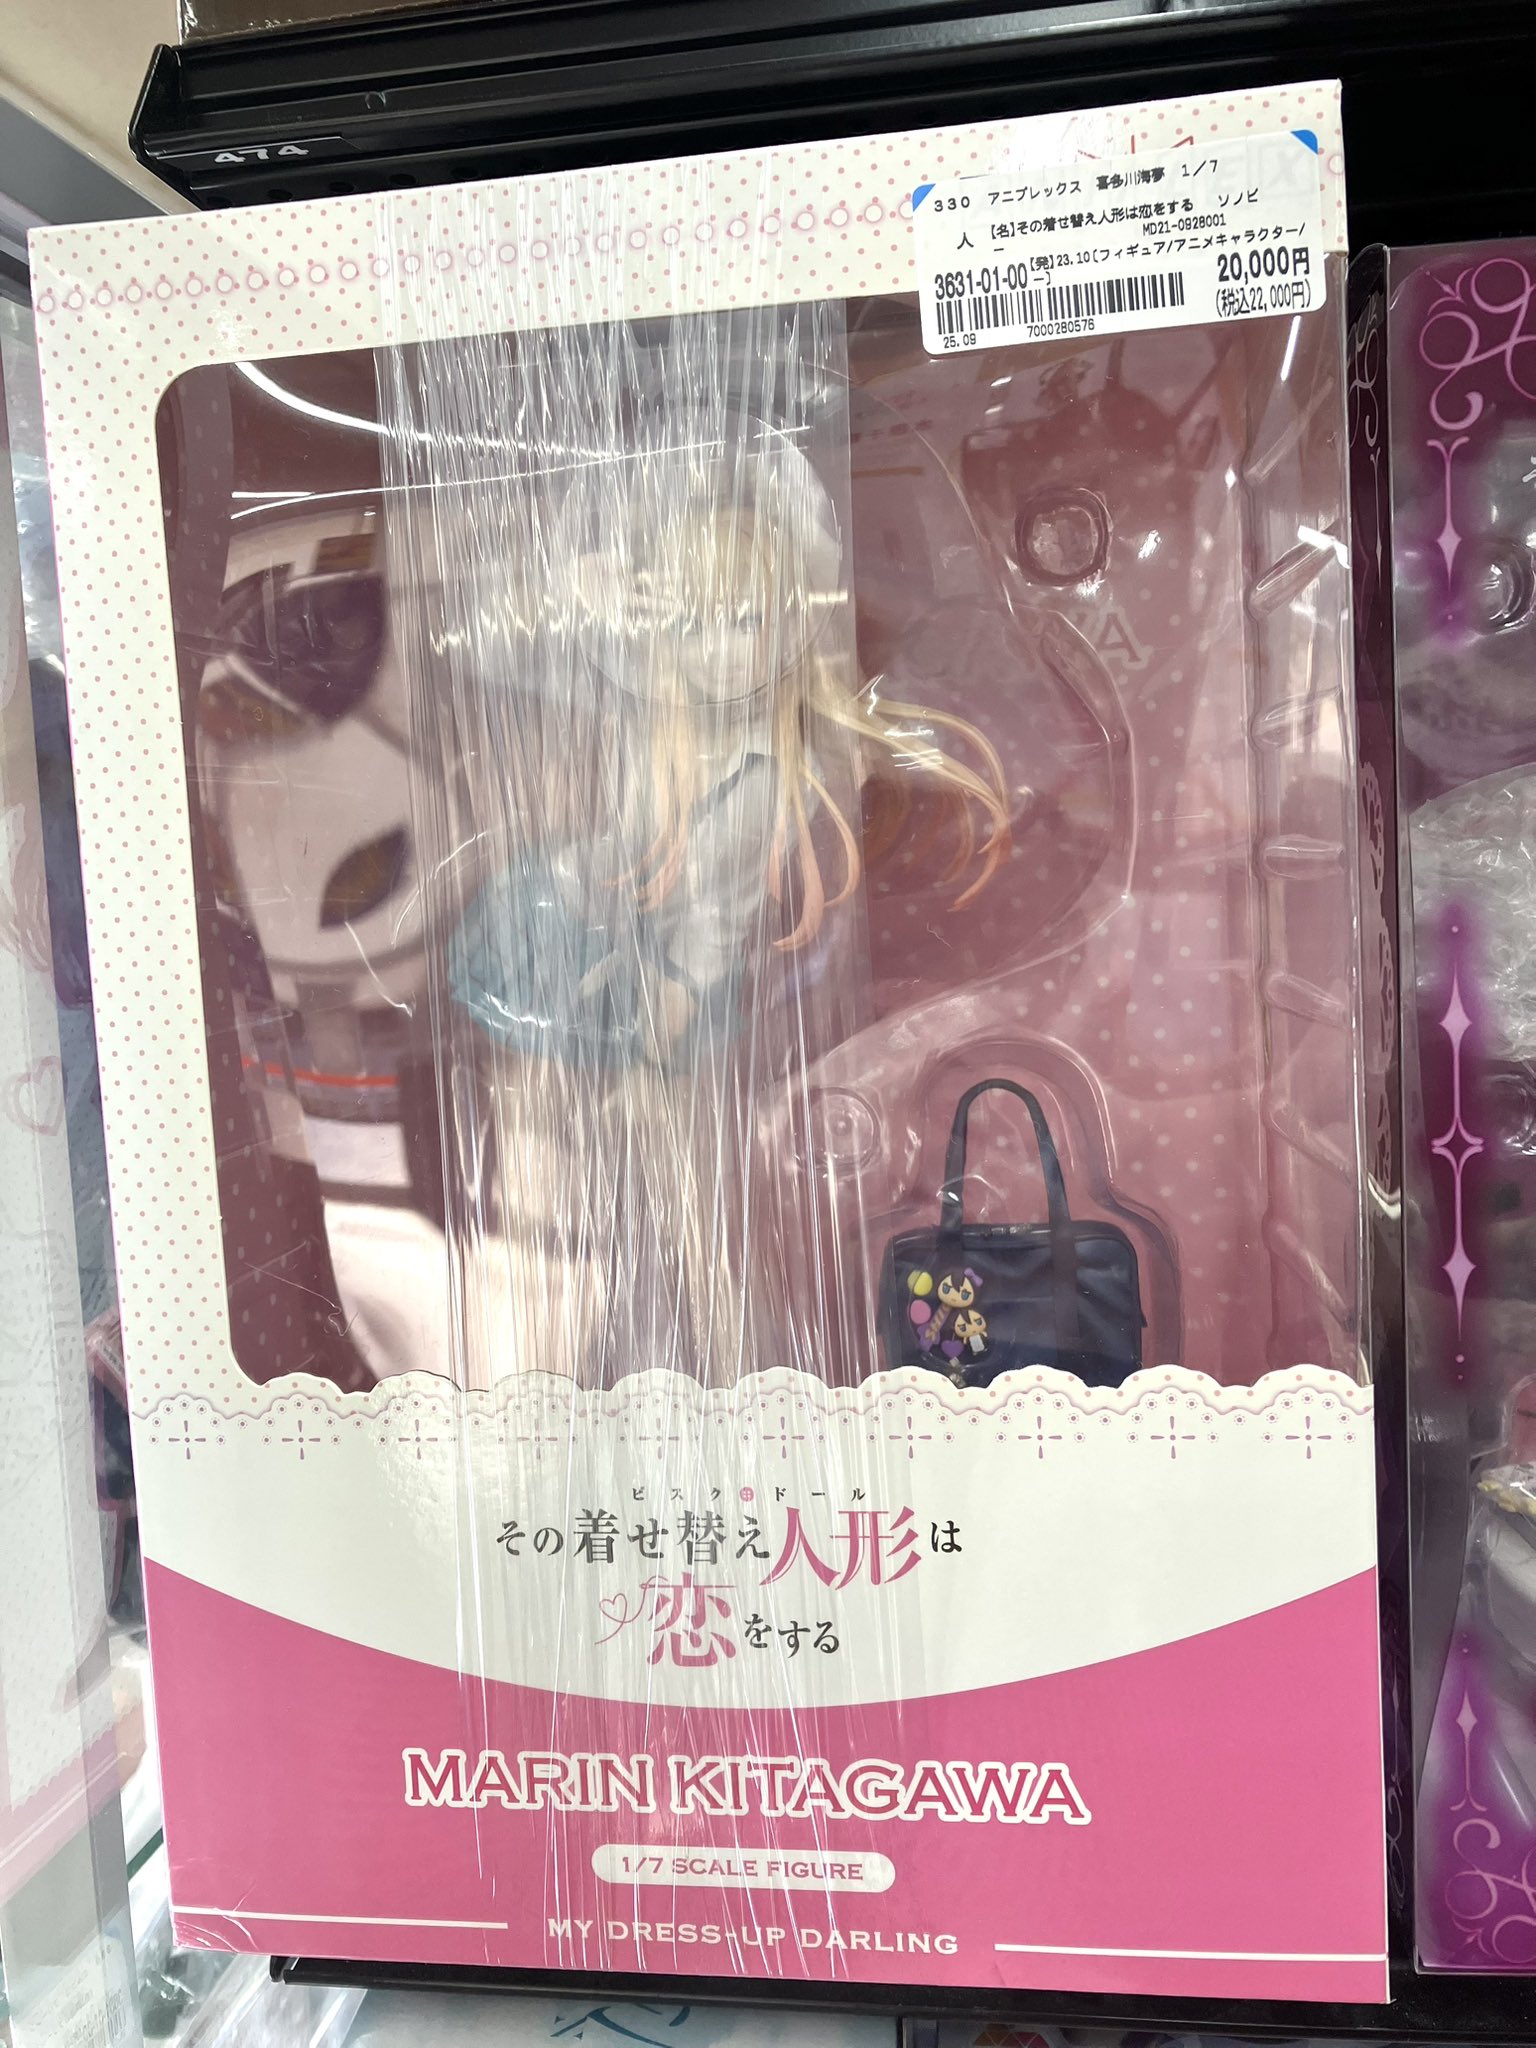 474
330 アニプレックス 喜多川海夢 1/7
人 【名】その着せ替え人形は恋をする ソノビ
ー MD21-0928001
3631-01-00 【発】23.10[フィギュア/アニメキャラクター/
ー] 20,000円
(税込22,000円)
7000280576
25.09
ビスク・ドール
その着せ替え人形は
恋をする
MARIN KITAGAWA
1/7 SCALE FIGURE
MY DRESS-UP DARLING